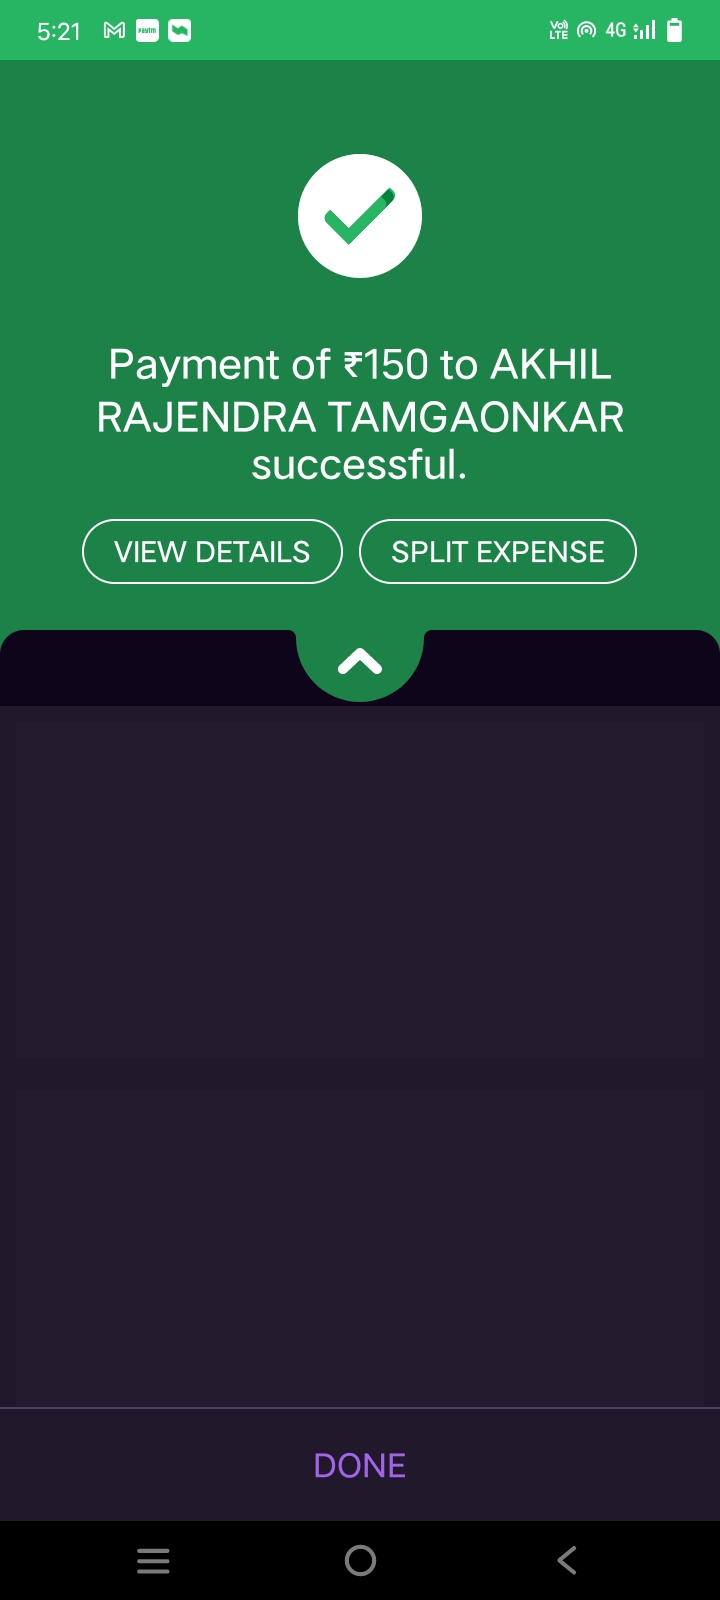 5:21 Paytm Vo) LTE 4G
Payment of ₹150 to AKHIL
RAJENDRA TAMGAONKAR
successful.
VIEW DETAILS SPLIT EXPENSE
DONE